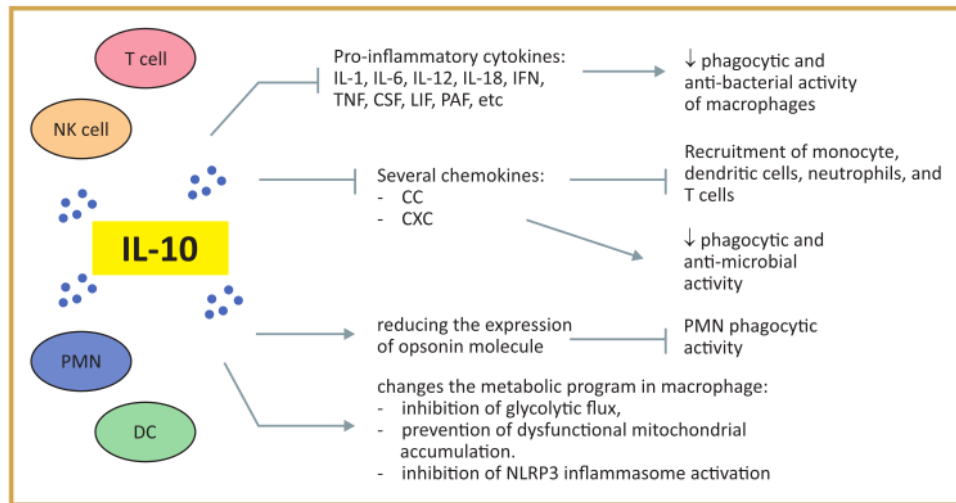 T cell
NK cell
IL-10
PMN
DC
Pro-inflammatory cytokines:
IL-1, IL-6, IL-12, IL-18, IFN,
TNF, CSF, LIF, PAF, etc
↓ phagocytic and
anti-bacterial activity
of macrophages
Several chemokines:
- CC
- CXC
Recruitment of monocyte,
dendritic cells, neutrophils, and
T cells
↓ phagocytic and
anti-microbial
activity
reducing the expression
of opsonin molecule
PMN phagocytic
activity
changes the metabolic program in macrophage:
- inhibition of glycolytic flux,
- prevention of dysfunctional mitochondrial
accumulation.
- inhibition of NLRP3 inflammasome activation